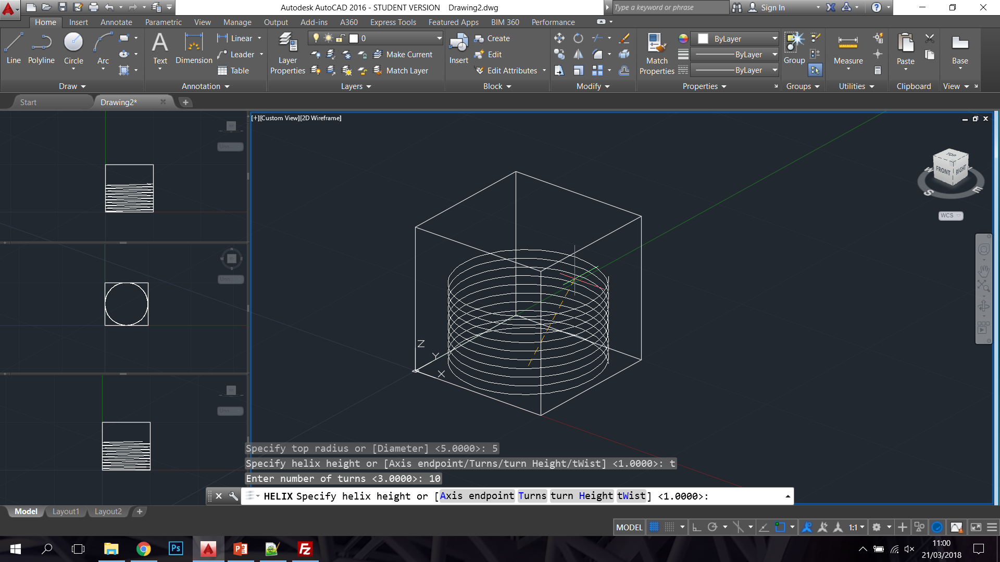 Autodesk AutoCAD 2016 - STUDENT VERSION Drawing2.dwg
Type a keyword or phrase
Sign In
Home Insert Annotate Parametric View Manage Output Add-ins A360 Express Tools Featured Apps BIM 360 Performance
Line Polyline Circle Arc
Draw
Text Dimension
Linear
Leader
Table
Annotation
Layer Properties
0
Make Current
Match Layer
Layers
Insert
Create
Edit
Edit Attributes
Block
Modify
Match Properties
ByLayer
ByLayer
ByLayer
Properties
Group
Groups
Measure
Utilities
Paste
Clipboard
Base
View
Start Drawing2*
[+][Custom View][2D Wireframe]
TOP
FRONT RIGHT
W S E
WCS
N
W E
S
Z
Y
X
Specify top radius or [Diameter] <5.0000>: 5
Specify helix height or [Axis endpoint/Turns/turn Height/tWist] <1.0000>: t
Enter number of turns <3.0000>: 10
HELIX Specify helix height or [Axis endpoint Turns turn Height tWist] <1.0000>:
Model Layout1 Layout2
MODEL
1:1
Ps
11:00
21/03/2018